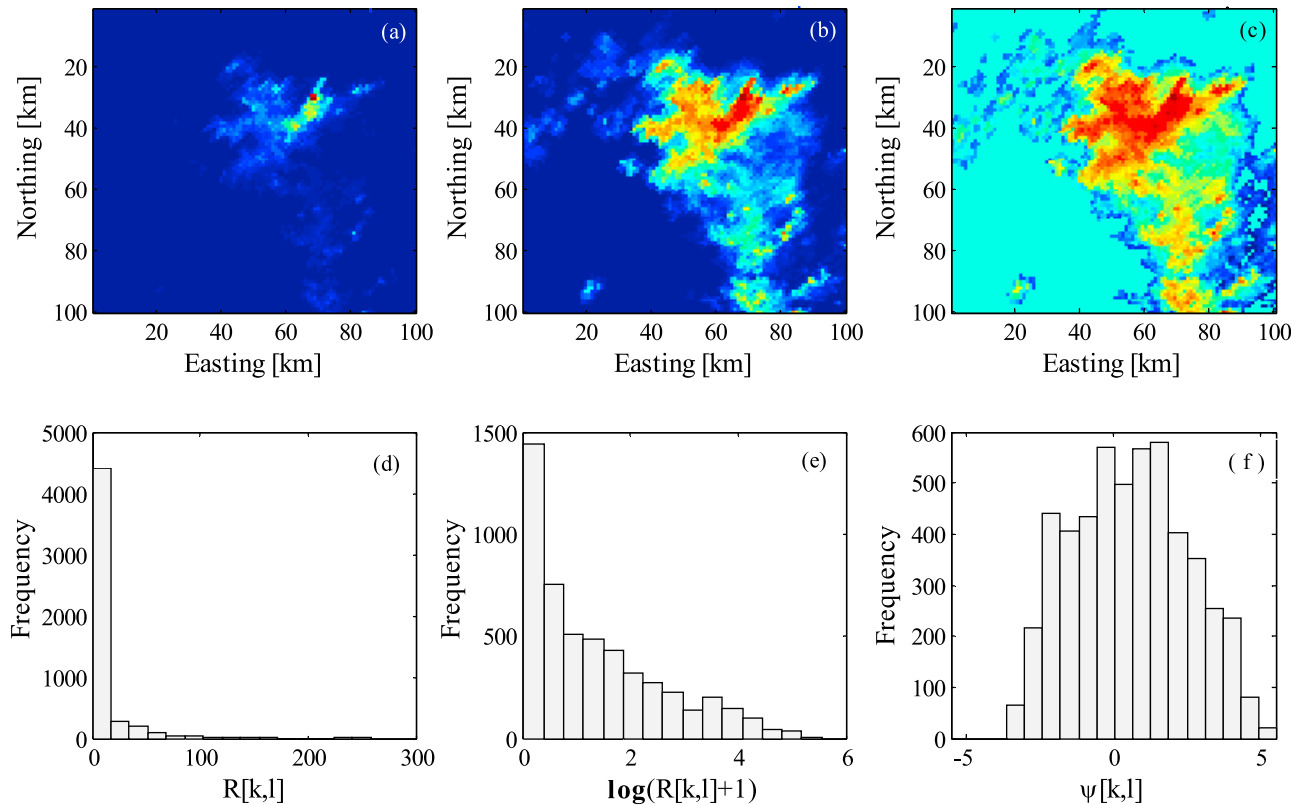 (a)
20
40
60
80
100
Northing [km]
20 40 60 80 100
Easting [km]
(b)
20
40
60
80
100
Northing [km]
20 40 60 80 100
Easting [km]
(c)
20
40
60
80
100
Northing [km]
20 40 60 80 100
Easting [km]
(d)
5000
4000
3000
2000
1000
0
Frequency
0 100 200 300
R[k,l]
(e)
1500
1000
500
0
Frequency
0 2 4 6
log(R[k,l]+1)
( f )
600
500
400
300
200
100
0
Frequency
-5 0 5
ψ[k,l]